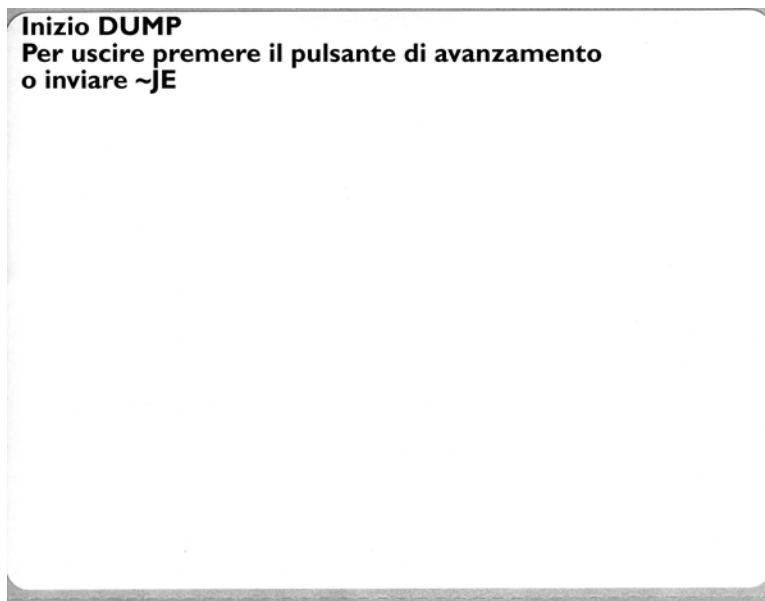 Inizio DUMP
Per uscire premere il pulsante di avanzamento
o inviare ~JE